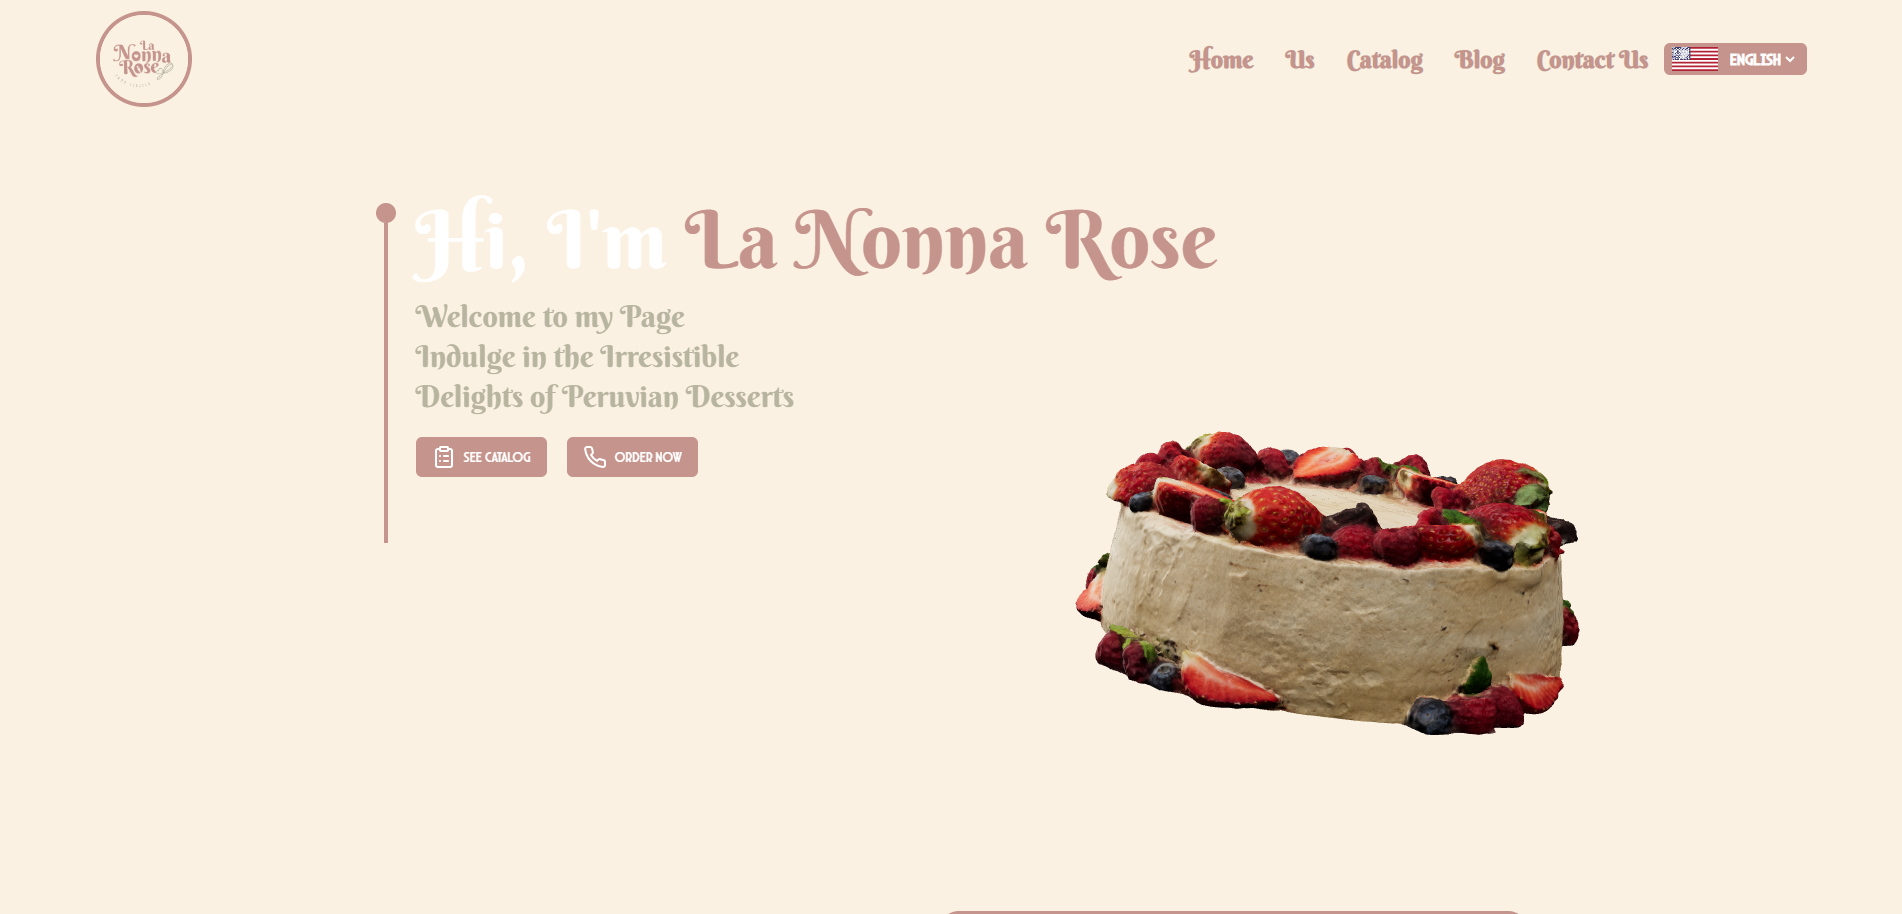 La
Nonna
Rose
Home
Us
Catalog
Blog
Contact Us
ENGLISH
Hi, I'm La Nonna Rose
Welcome to my Page
Indulge in the Irresistible
Delights of Peruvian Desserts
SEE CATALOG
ORDER NOW